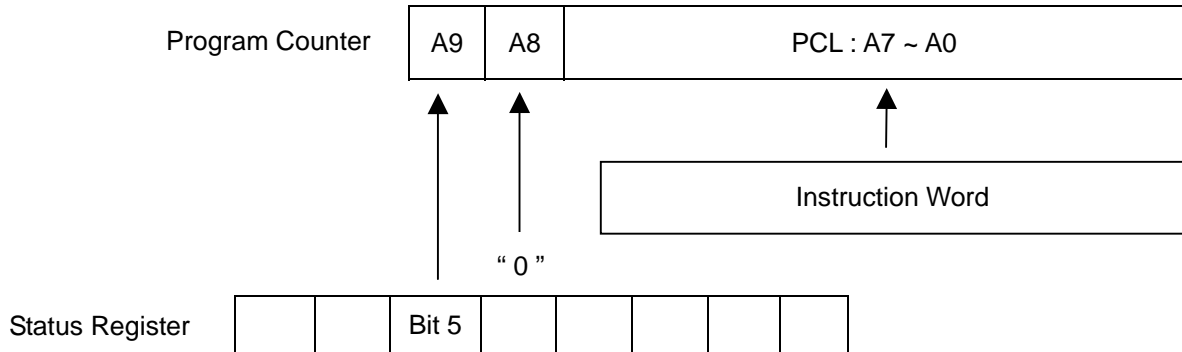 Program Counter A9 A8 PCL : A7 ~ A0
Instruction Word
“ 0 ”
Status Register Bit 5